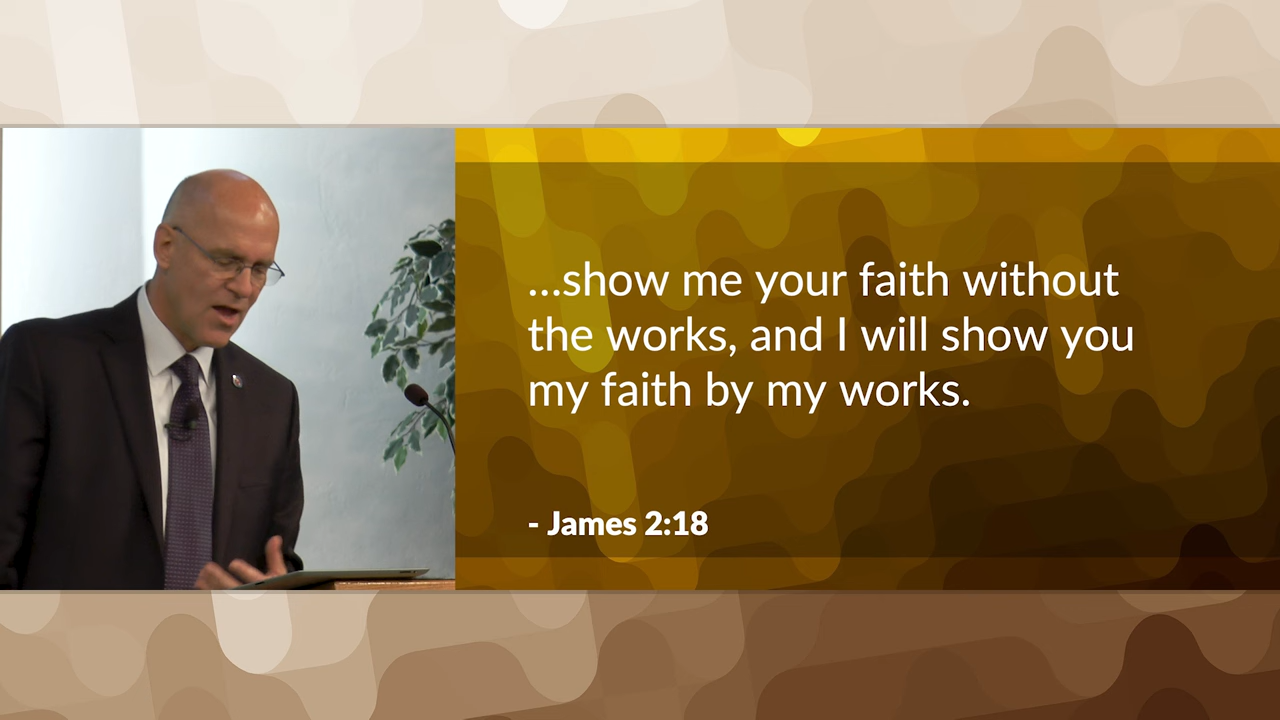 ...show me your faith without
the works, and I will show you
my faith by my works.
- James 2:18